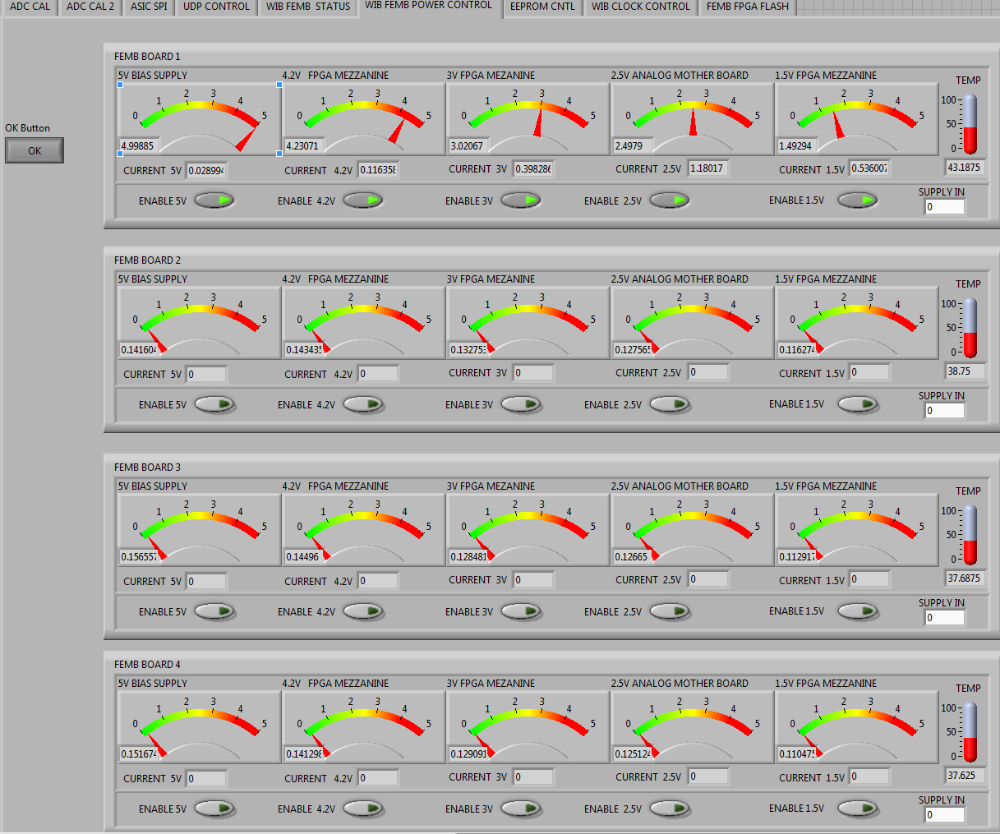 ADC CAL ADC CAL 2 ASIC SPI UDP CONTROL WIB FEMB STATUS WIB FEMB POWER CONTROL EEPROM CNTL WIB CLOCK CONTROL FEMB FPGA FLASH
OK Button
OK
FEMB BOARD 1
5V BIAS SUPPLY 4.2V FPGA MEZZANINE 3V FPGA MEZANINE 2.5V ANALOG MOTHER BOARD 1.5V FPGA MEZZANINE TEMP
0 1 2 3 4 5 0 1 2 3 4 5 0 1 2 3 4 5 0 1 2 3 4 5 0 1 2 3 4 5 100 50 0
4.99885 4.23071 3.02067 2.4979 1.49294
CURRENT 5V 0.028994 CURRENT 4.2V 0.116358 CURRENT 3V 0.398286 CURRENT 2.5V 1.18017 CURRENT 1.5V 0.536007 43.1875
ENABLE 5V ENABLE 4.2V ENABLE 3V ENABLE 2.5V ENABLE 1.5V SUPPLY IN
0
FEMB BOARD 2
5V BIAS SUPPLY 4.2V FPGA MEZZANINE 3V FPGA MEZANINE 2.5V ANALOG MOTHER BOARD 1.5V FPGA MEZZANINE TEMP
0 1 2 3 4 5 0 1 2 3 4 5 0 1 2 3 4 5 0 1 2 3 4 5 0 1 2 3 4 5 100 50 0
0.141604 0.143435 0.132753 0.127565 0.116274
CURRENT 5V 0 CURRENT 4.2V 0 CURRENT 3V 0 CURRENT 2.5V 0 CURRENT 1.5V 0 38.75
ENABLE 5V ENABLE 4.2V ENABLE 3V ENABLE 2.5V ENABLE 1.5V SUPPLY IN
0
FEMB BOARD 3
5V BIAS SUPPLY 4.2V FPGA MEZZANINE 3V FPGA MEZANINE 2.5V ANALOG MOTHER BOARD 1.5V FPGA MEZZANINE TEMP
0 1 2 3 4 5 0 1 2 3 4 5 0 1 2 3 4 5 0 1 2 3 4 5 0 1 2 3 4 5 100 50 0
0.156557 0.14496 0.128481 0.12665 0.112917
CURRENT 5V 0 CURRENT 4.2V 0 CURRENT 3V 0 CURRENT 2.5V 0 CURRENT 1.5V 0 37.6875
ENABLE 5V ENABLE 4.2V ENABLE 3V ENABLE 2.5V ENABLE 1.5V SUPPLY IN
0
FEMB BOARD 4
5V BIAS SUPPLY 4.2V FPGA MEZZANINE 3V FPGA MEZANINE 2.5V ANALOG MOTHER BOARD 1.5V FPGA MEZZANINE TEMP
0 1 2 3 4 5 0 1 2 3 4 5 0 1 2 3 4 5 0 1 2 3 4 5 0 1 2 3 4 5 100 50 0
0.151674 0.141298 0.129091 0.125124 0.110475
CURRENT 5V 0 CURRENT 4.2V 0 CURRENT 3V 0 CURRENT 2.5V 0 CURRENT 1.5V 0 37.625
ENABLE 5V ENABLE 4.2V ENABLE 3V ENABLE 2.5V ENABLE 1.5V SUPPLY IN
0